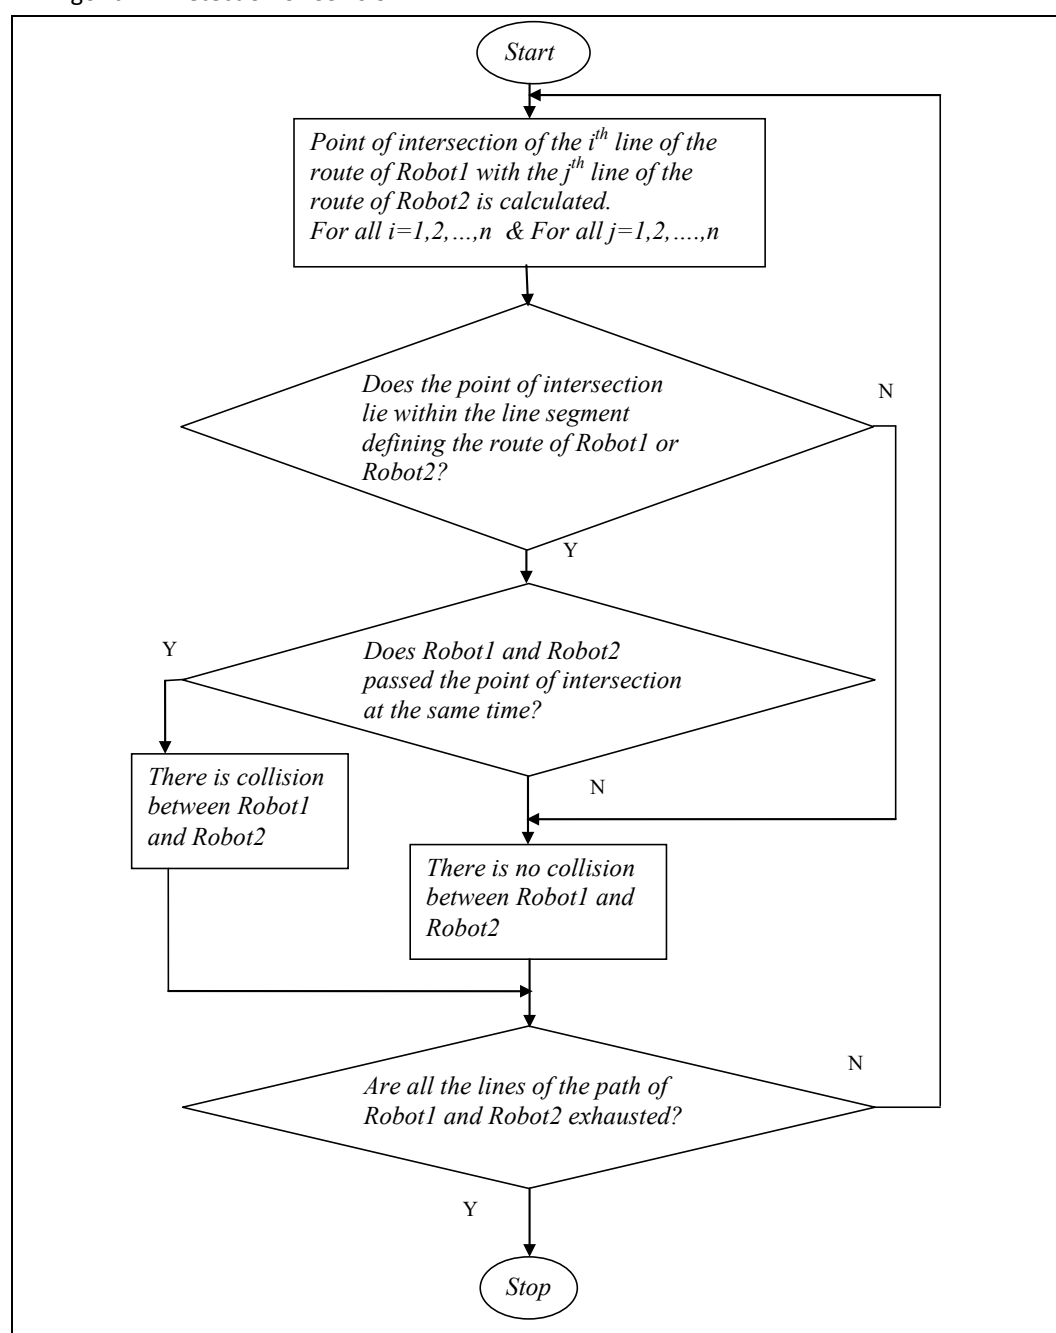 Start
Point of intersection of the i^th line of the
route of Robot1 with the j^th line of the
route of Robot2 is calculated.
For all i=1,2,...,n & For all j=1,2,....,n
Does the point of intersection
lie within the line segment
defining the route of Robot1 or
Robot2?
N
Y
Does Robot1 and Robot2
passed the point of intersection
at the same time?
Y
N
There is collision
between Robot1
and Robot2
There is no collision
between Robot1 and
Robot2
Are all the lines of the path of
Robot1 and Robot2 exhausted?
N
Y
Stop